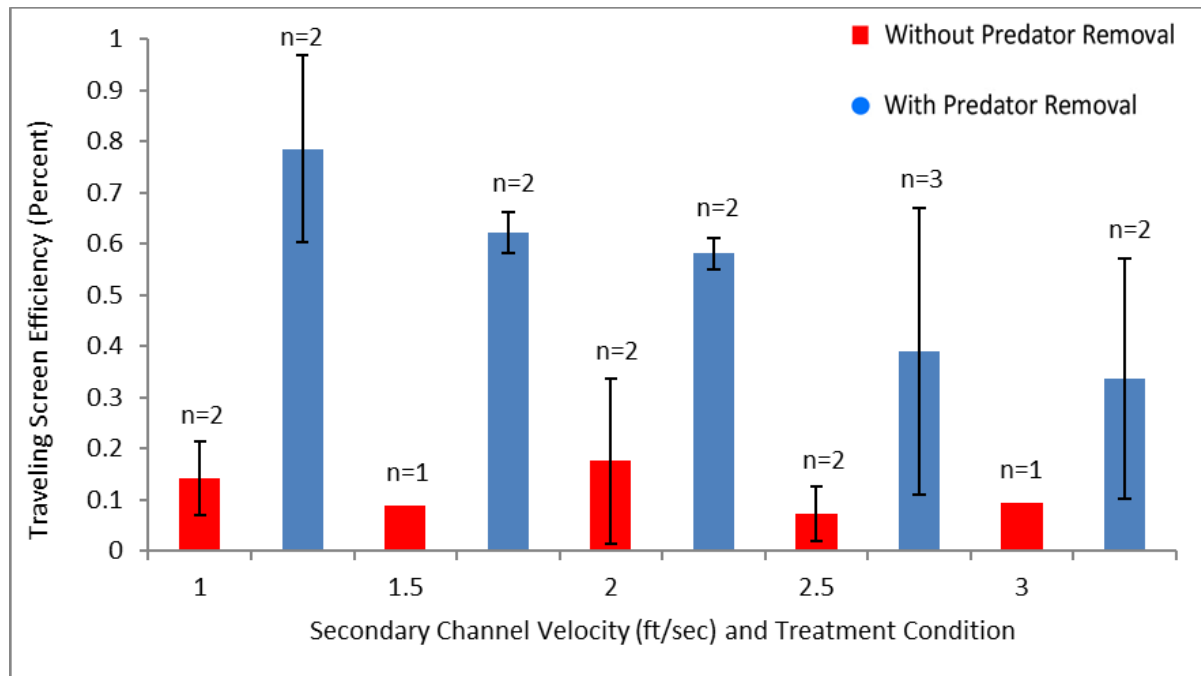 Without Predator Removal
With Predator Removal
Traveling Screen Efficiency (Percent)
1
0.9
0.8
0.7
0.6
0.5
0.4
0.3
0.2
0.1
0
n=2
n=2
n=1
n=2
n=2
n=2
n=2
n=3
n=1
n=2
1
1.5
2
2.5
3
Secondary Channel Velocity (ft/sec) and Treatment Condition